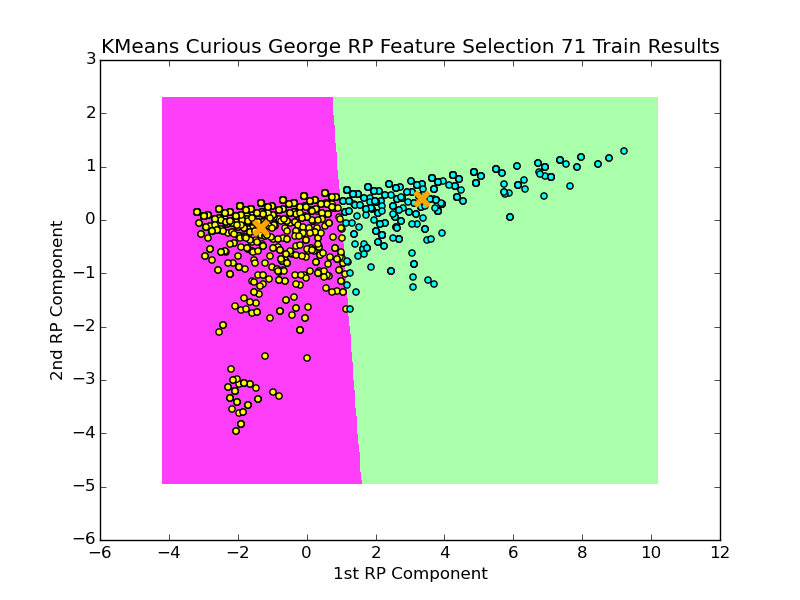 KMeans Curious George RP Feature Selection 71 Train Results
3
2
1
0
−1
−2
−3
−4
−5
−6
2nd RP Component
−6 −4 −2 0 2 4 6 8 10 12
1st RP Component